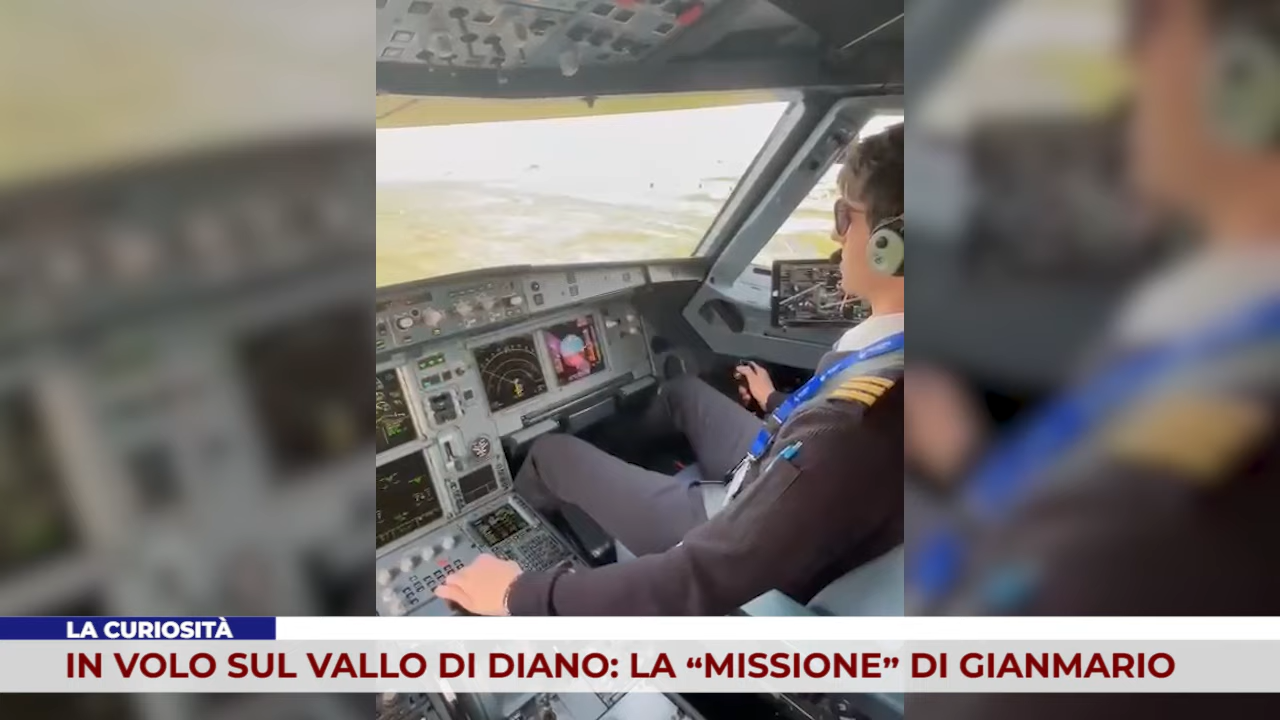 LA CURIOSITÀ
IN VOLO SUL VALLO DI DIANO: LA “MISSIONE” DI GIANMARIO